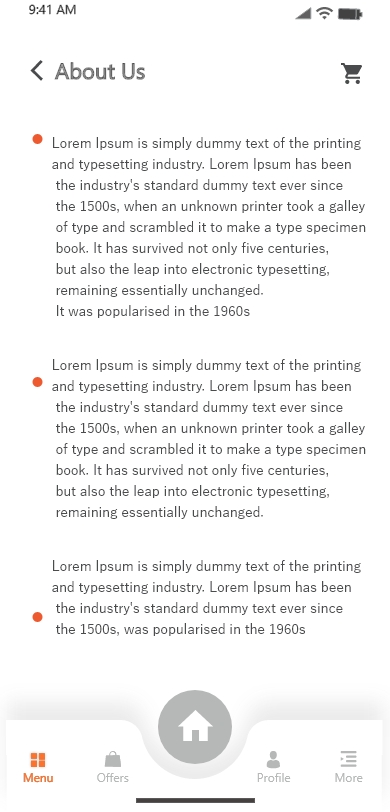 9:41 AM
About Us
Lorem Ipsum is simply dummy text of the printing
and typesetting industry. Lorem Ipsum has been
the industry's standard dummy text ever since
the 1500s, when an unknown printer took a galley
of type and scrambled it to make a type specimen
book. It has survived not only five centuries,
but also the leap into electronic typesetting,
remaining essentially unchanged.
It was popularised in the 1960s
Lorem Ipsum is simply dummy text of the printing
and typesetting industry. Lorem Ipsum has been
the industry's standard dummy text ever since
the 1500s, when an unknown printer took a galley
of type and scrambled it to make a type specimen
book. It has survived not only five centuries,
but also the leap into electronic typesetting,
remaining essentially unchanged.
Lorem Ipsum is simply dummy text of the printing
and typesetting industry. Lorem Ipsum has been
the industry's standard dummy text ever since
the 1500s, was popularised in the 1960s
Menu Offers Profile More